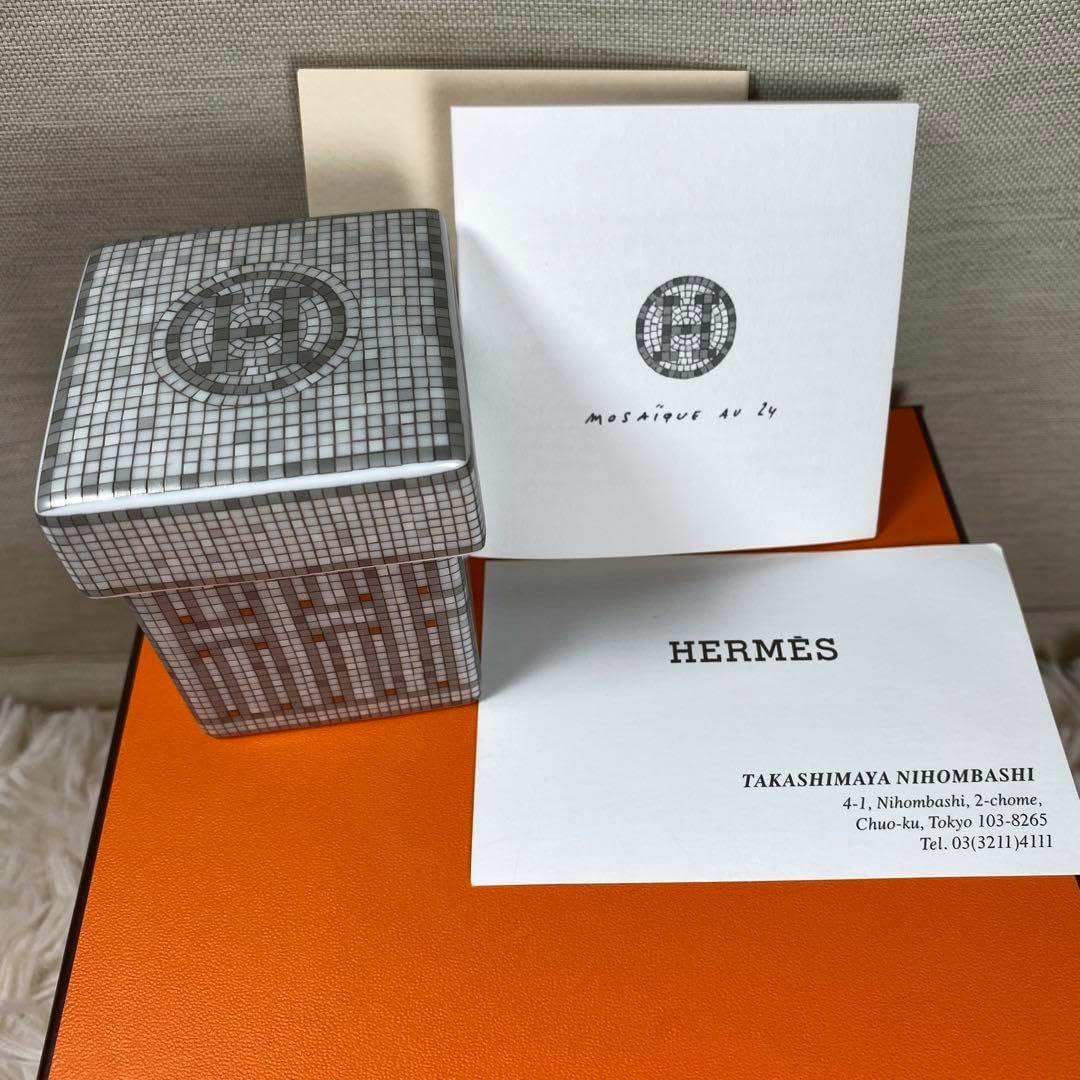 H
H
MOSAÏQUE AU 24
HERMÈS
TAKASHIMAYA NIHOMBASHI
4-1, Nihombashi, 2-chome,
Chuo-ku, Tokyo 103-8265
Tel. 03(3211)4111